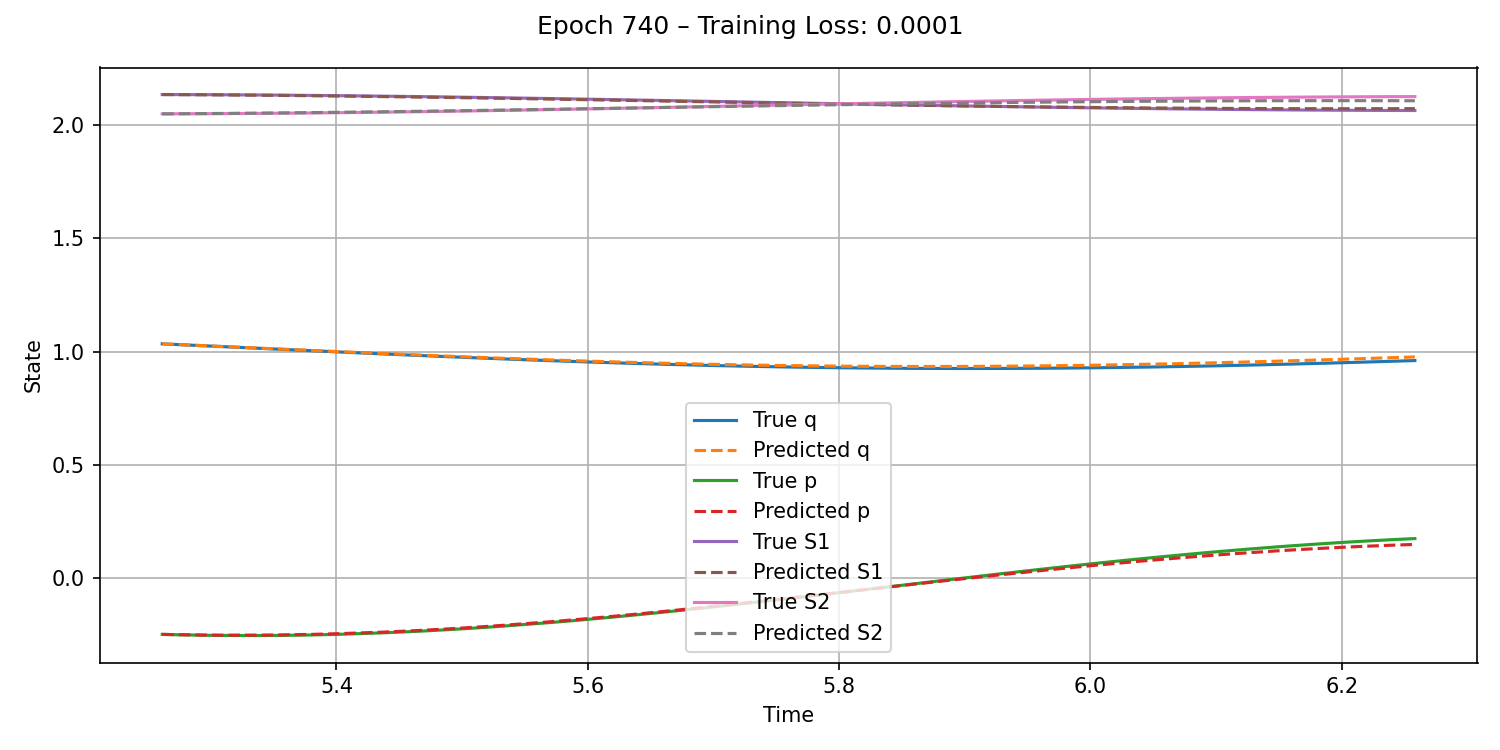 Epoch 740 – Training Loss: 0.0001
2.0
1.5
1.0
0.5
0.0
State
True q
Predicted q
True p
Predicted p
True S1
Predicted S1
True S2
Predicted S2
5.4 5.6 5.8 6.0 6.2
Time